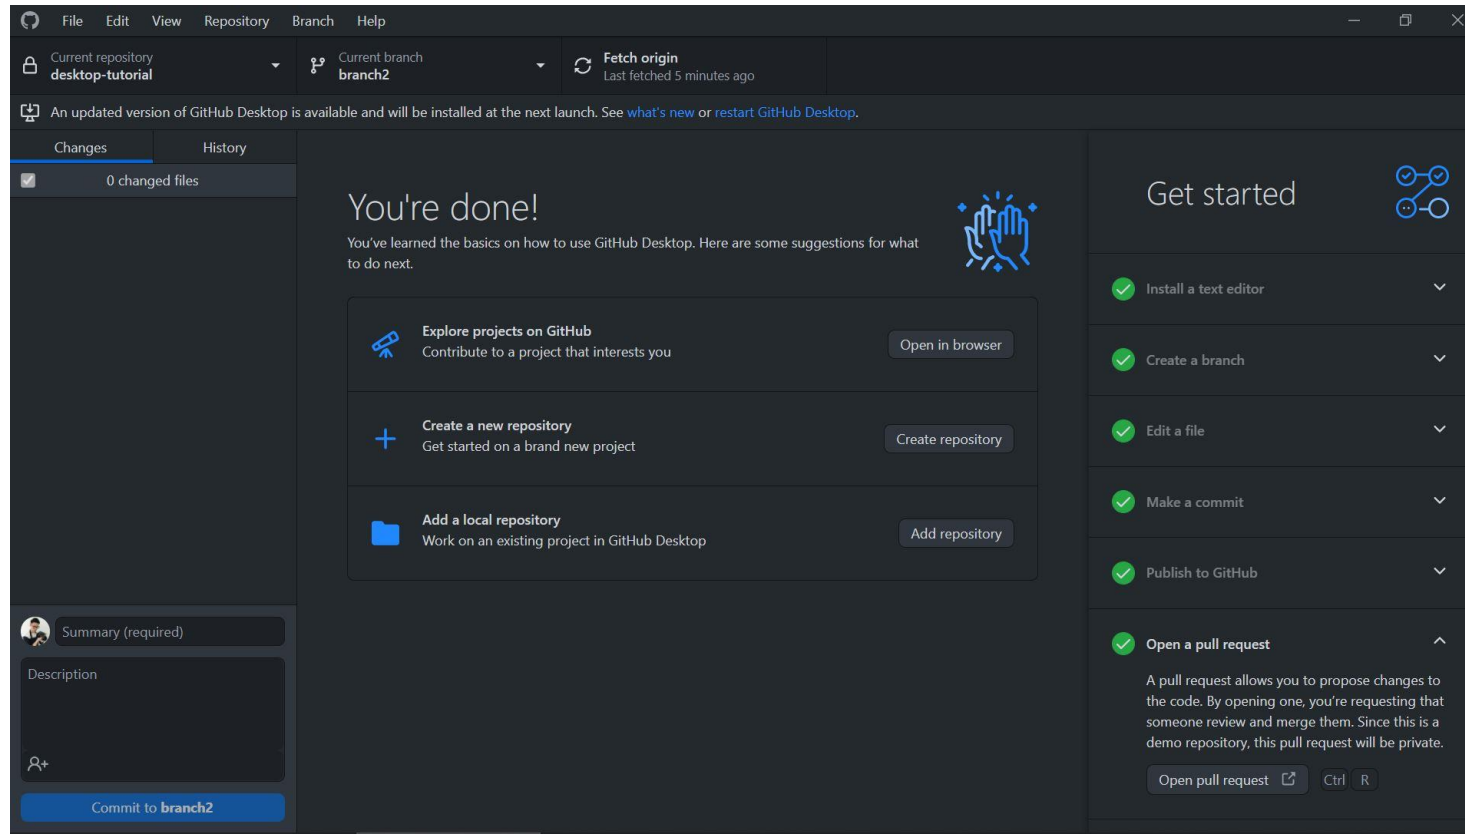 File Edit View Repository Branch Help
Current repository
desktop-tutorial
Current branch
branch2
Fetch origin
Last fetched 5 minutes ago
An updated version of GitHub Desktop is available and will be installed at the next launch. See what's new or restart GitHub Desktop.
Changes History
0 changed files
Summary (required)
Description
Commit to branch2
You're done!
You've learned the basics on how to use GitHub Desktop. Here are some suggestions for what
to do next.
Explore projects on GitHub
Contribute to a project that interests you
Open in browser
Create a new repository
Get started on a brand new project
Create repository
Add a local repository
Work on an existing project in GitHub Desktop
Add repository
Get started
Install a text editor
Create a branch
Edit a file
Make a commit
Publish to GitHub
Open a pull request
A pull request allows you to propose changes to
the code. By opening one, you're requesting that
someone review and merge them. Since this is a
demo repository, this pull request will be private.
Open pull request Ctrl R